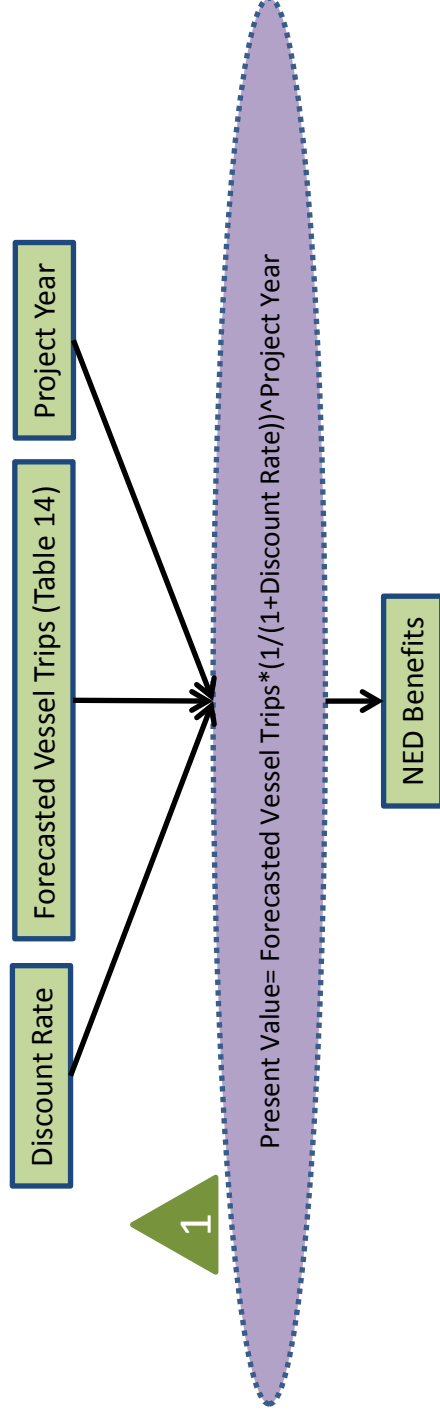 Discount Rate
Forecasted Vessel Trips (Table 14)
Project Year
1
Present Value= Forecasted Vessel Trips*(1/(1+Discount Rate))^Project Year
NED Benefits